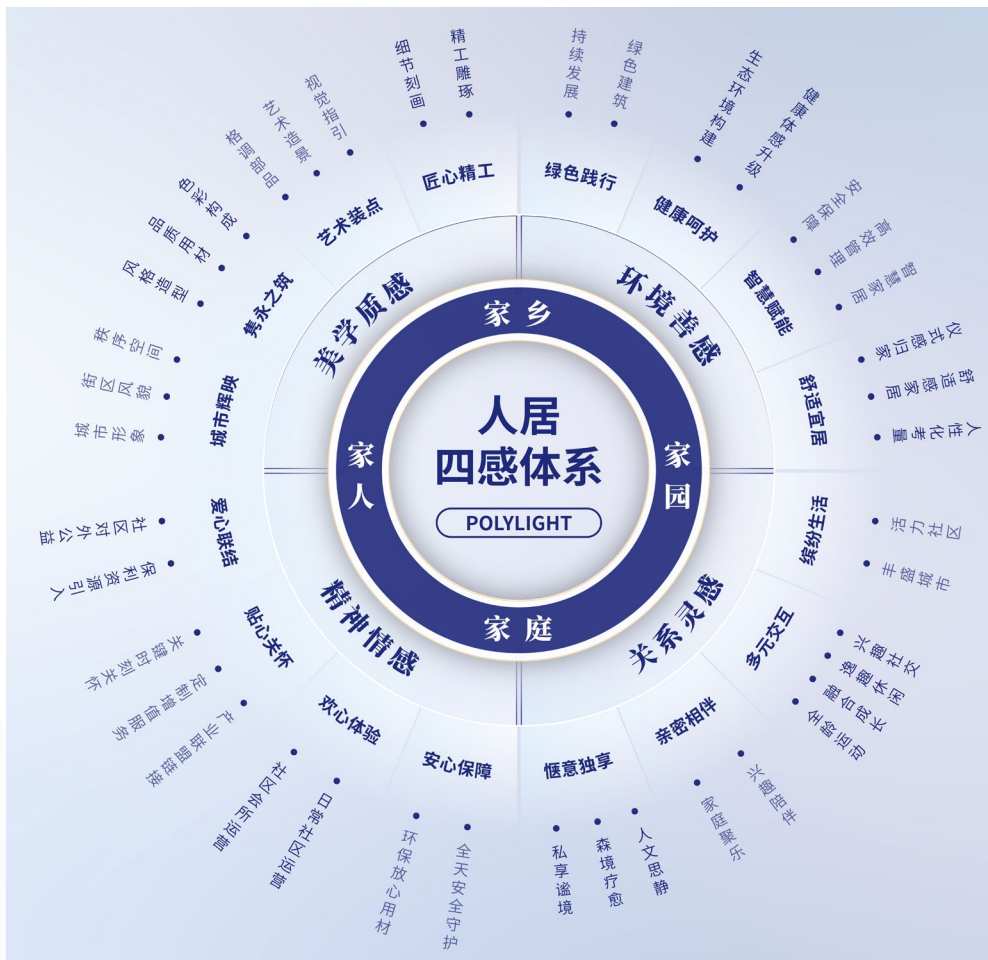 人居
四感体系
POLYLIGHT
家乡
家园
家庭
家人
环境善感
绿色践行
持续发展
绿色建筑
健康呵护
生态环境构建
健康体感升级
智慧赋能
安全保障
高效管理
智慧家居
舒适宜居
仪式感归家
舒适感家居
人性化考量
关系灵感
缤纷生活
活力社区
丰盛城市
多元交互
兴趣社交
逸趣休闲
融合成长
全龄运动
亲密相伴
兴趣陪伴
家庭聚乐
惬意独享
人文思静
森境疗愈
私享谧境
精神情感
安心保障
全天安全守护
环保放心用材
欢心体验
日常社区运营
社区会所运营
贴心关怀
产业联盟链接
定制增值服务
关键时刻关怀
爱心联结
保利资源引入
社区对外公益
美学质感
城市辉映
城市形象
街区风貌
秩序空间
隽永之筑
风格造型
品质用材
色彩构成
艺术装点
格调部品
艺术造景
视觉指引
匠心精工
细节刻画
精工雕琢